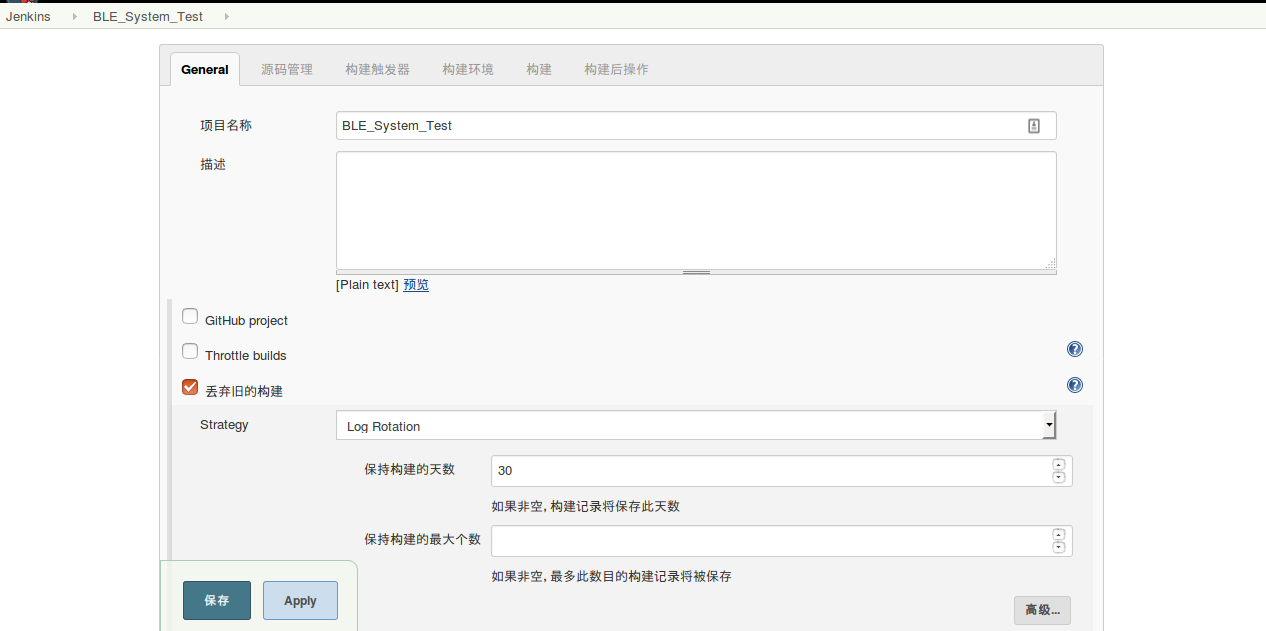 Jenkins BLE_System_Test
General 源码管理 构建触发器 构建环境 构建 构建后操作
项目名称 BLE_System_Test
描述
[Plain text] 预览
GitHub project
Throttle builds
丢弃旧的构建
Strategy Log Rotation
保持构建的天数 30
如果非空, 构建记录将保存此天数
保持构建的最大个数
如果非空, 最多此数目的构建记录将被保存
保存 Apply 高级...